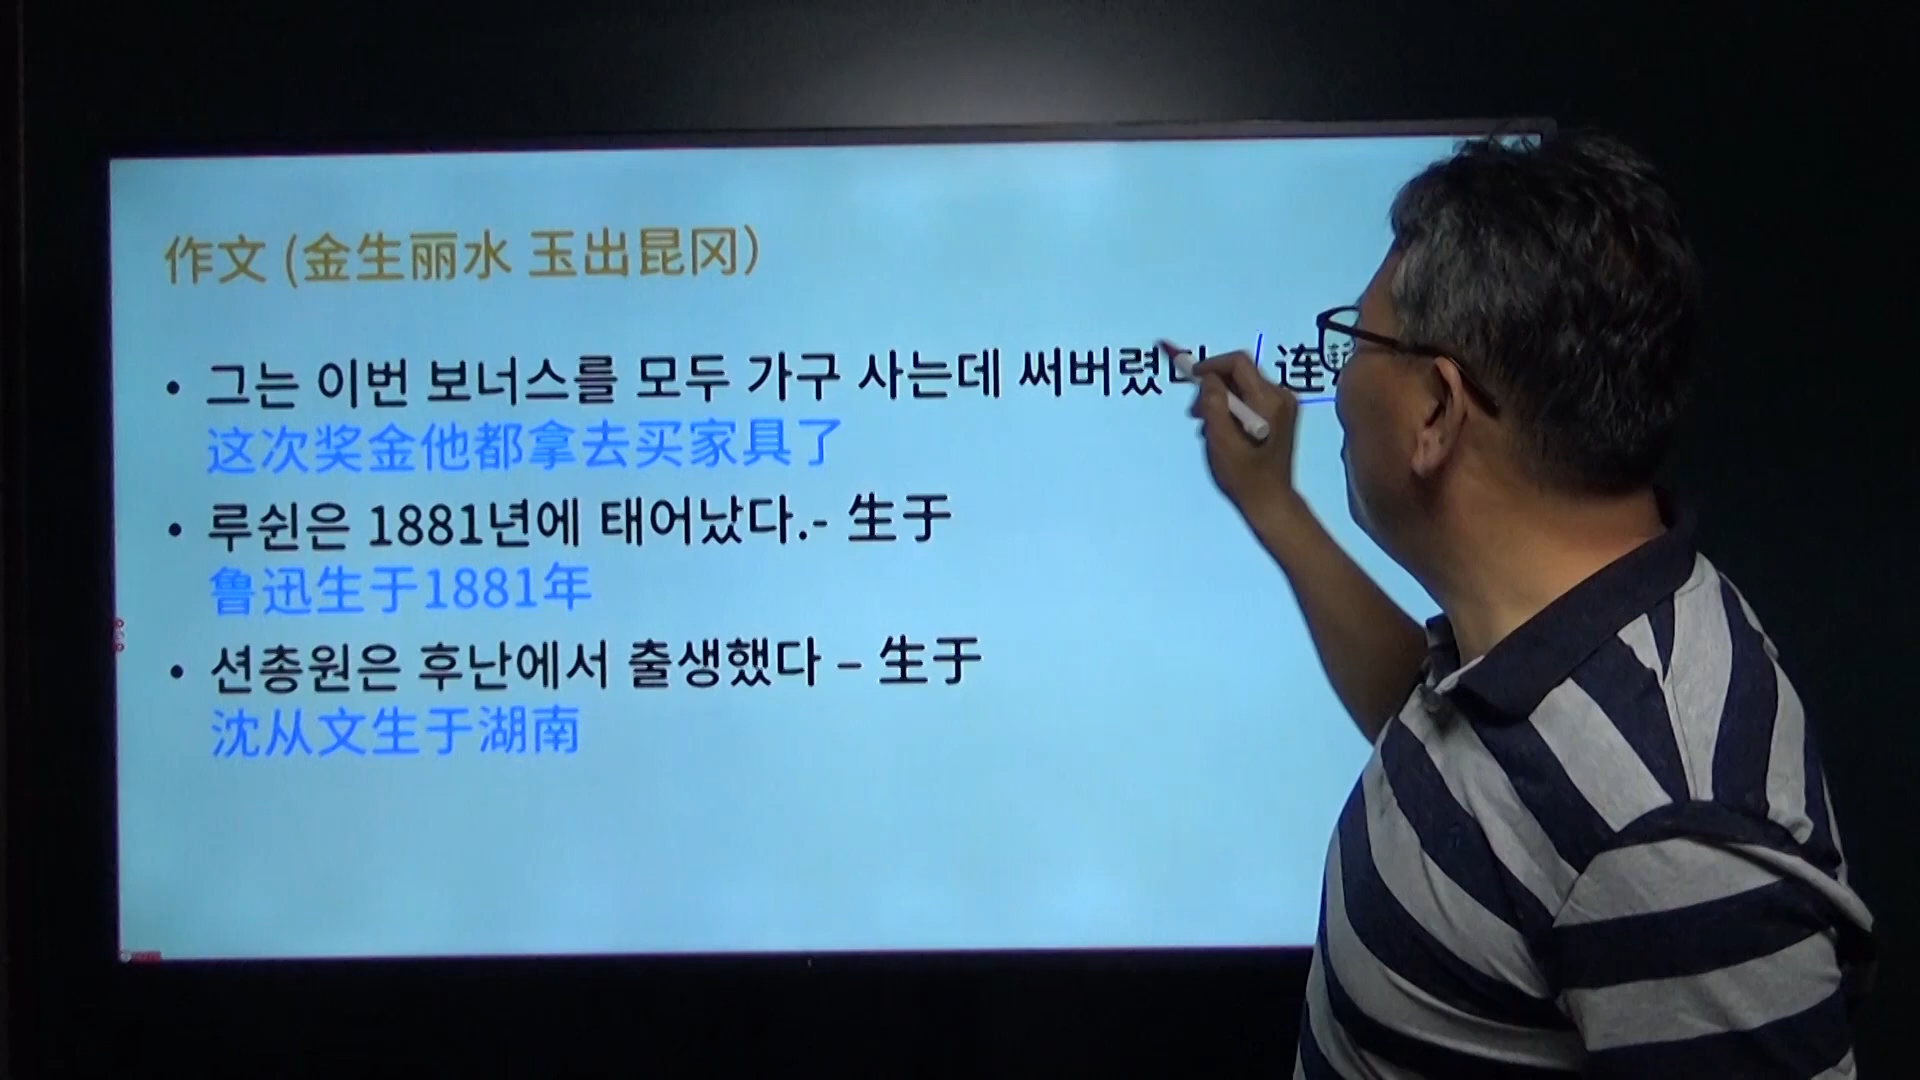 作文 (金生丽水 玉出昆冈)
• 그는 이번 보너스를 모두 가구 사는데 써버렸다 / 连
这次奖金他都拿去买家具了
• 루쉰은 1881년에 태어났다.- 生于
鲁迅生于1881年
• 션총원은 후난에서 출생했다 – 生于
沈从文生于湖南